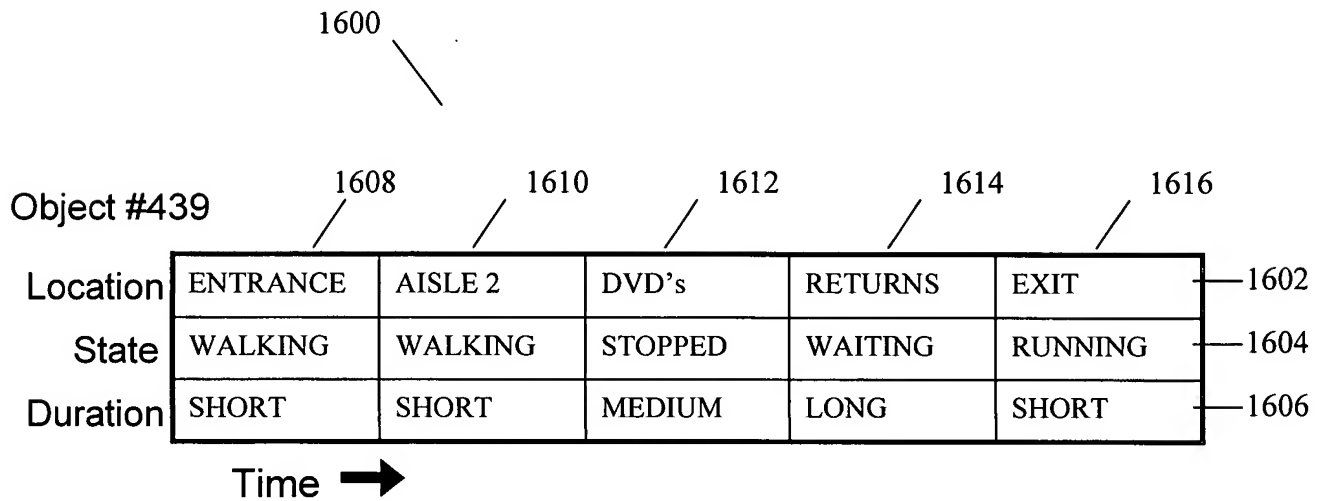 1600
1608 1610 1612 1614 1616
Object #439
Location ENTRANCE AISLE 2 DVD's RETURNS EXIT 1602
State WALKING WALKING STOPPED WAITING RUNNING 1604
Duration SHORT SHORT MEDIUM LONG SHORT 1606
Time